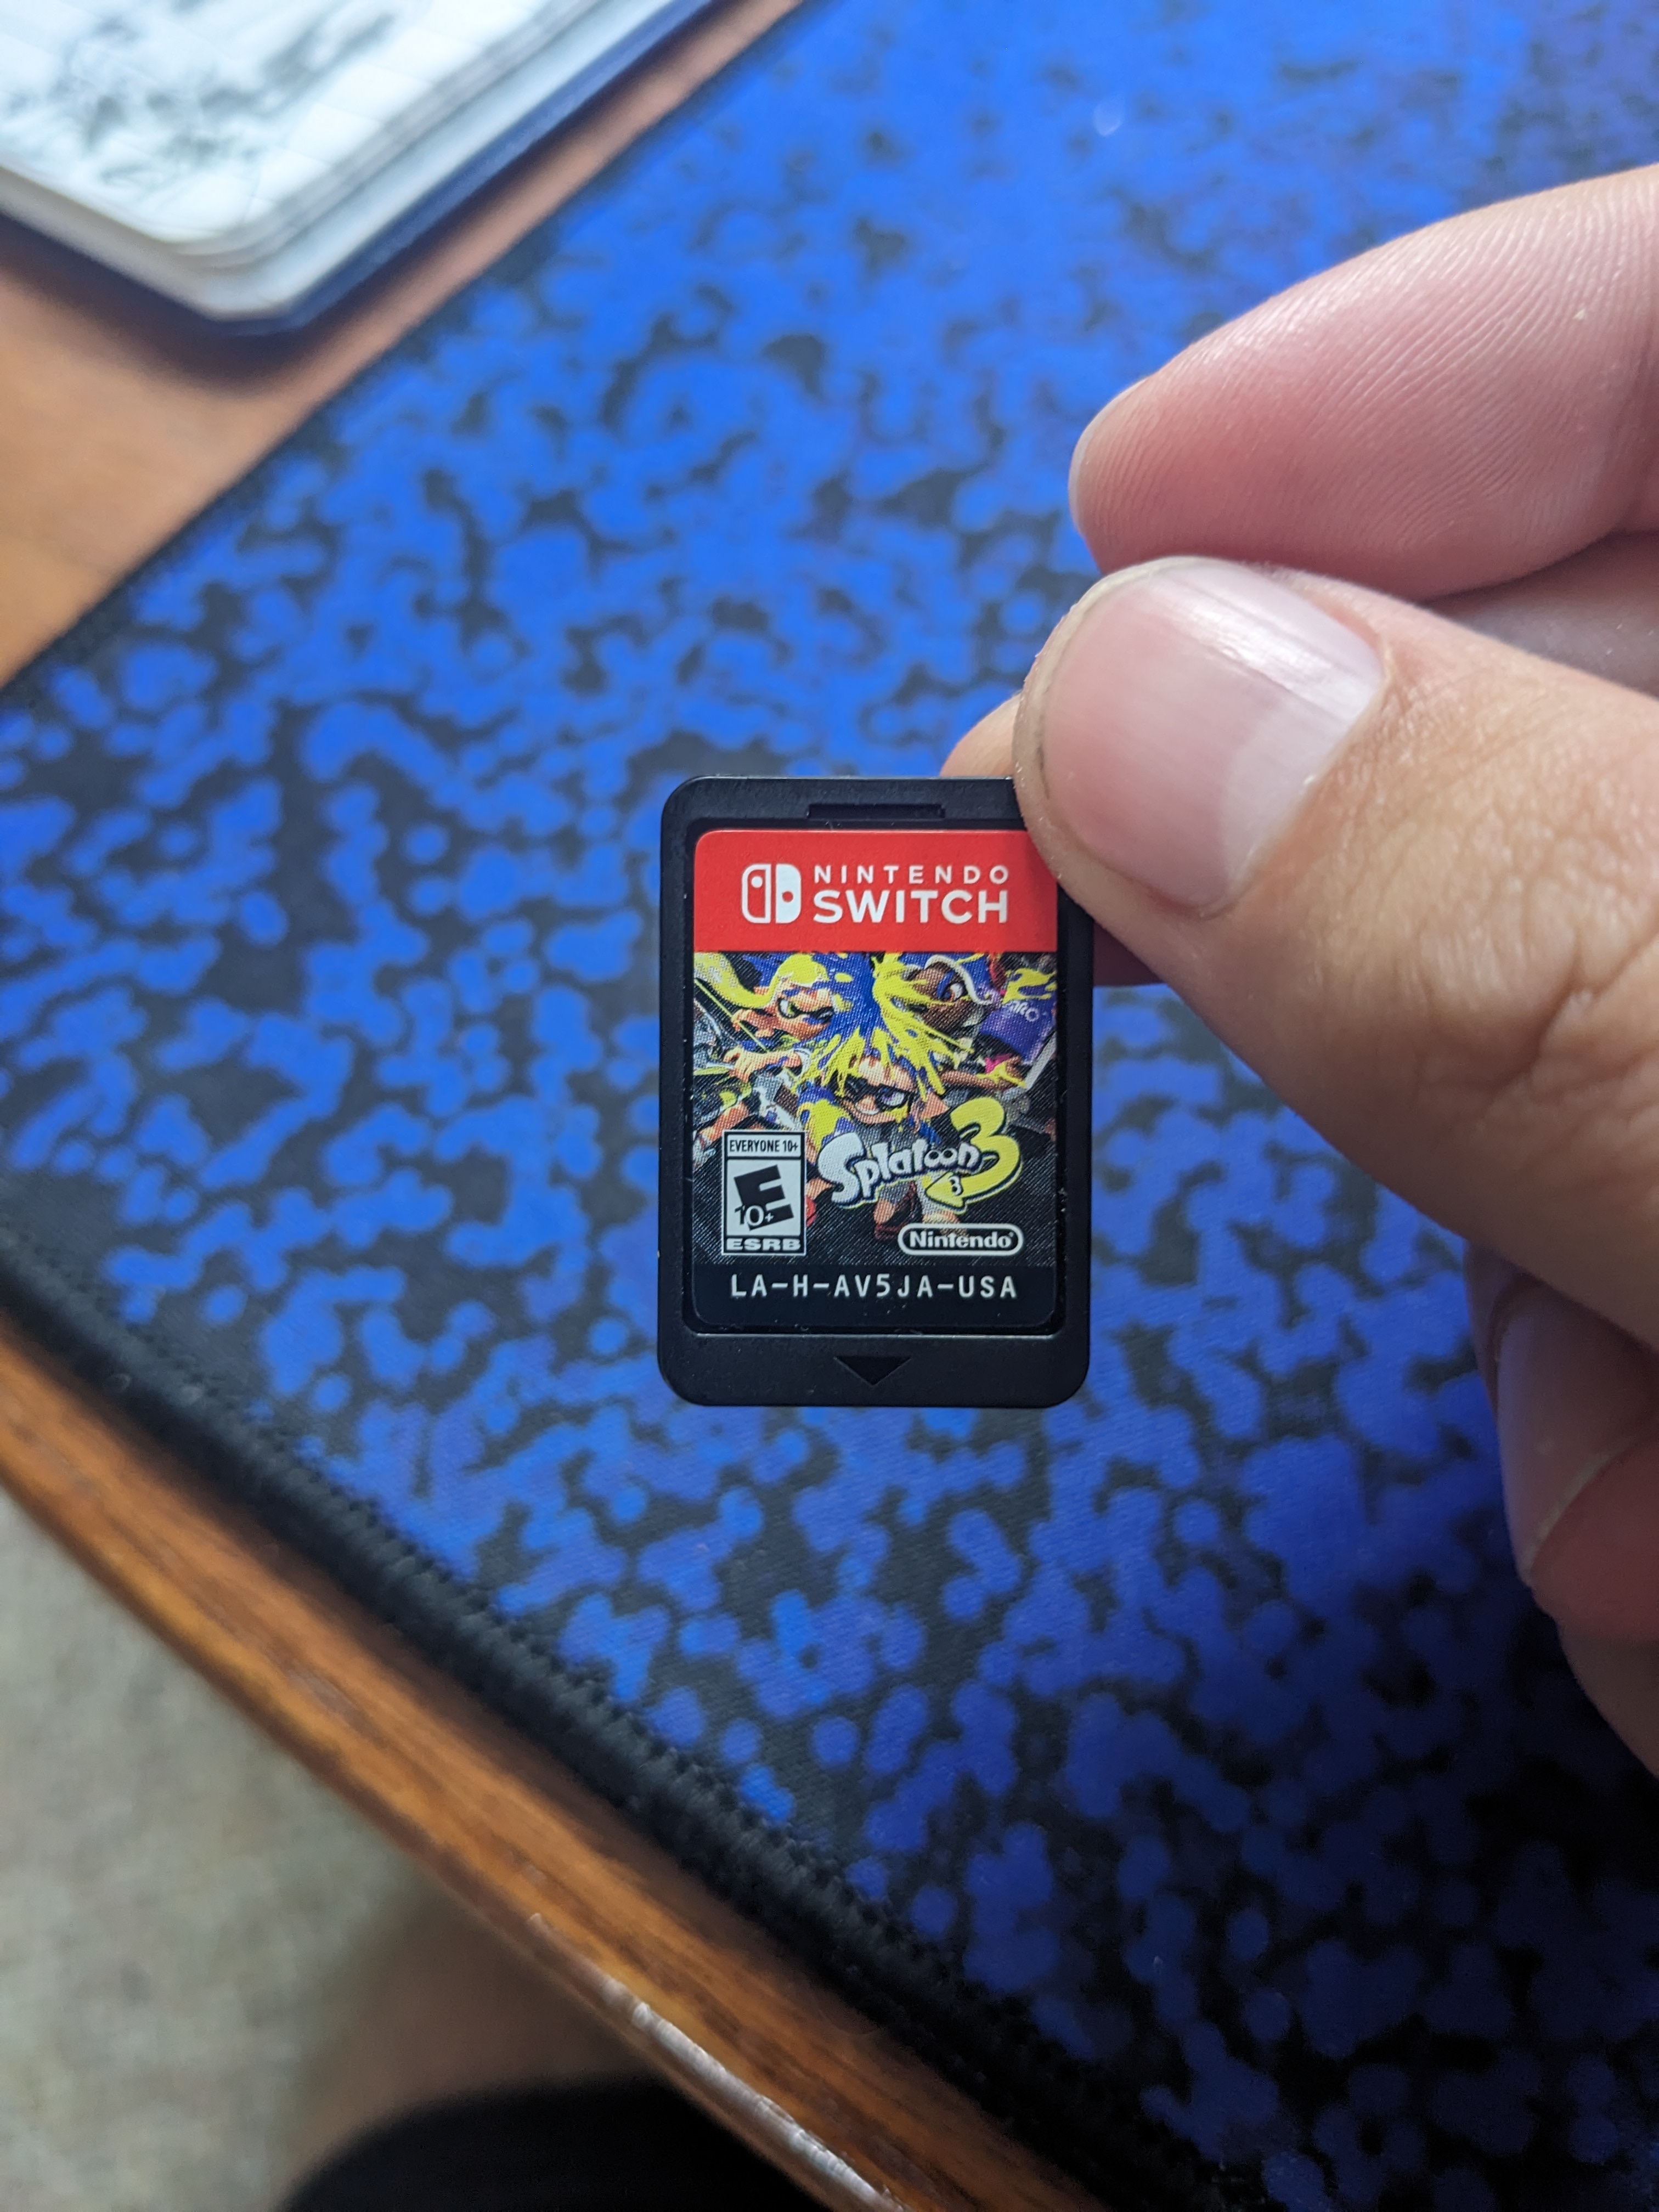 NINTENDO
SWITCH
EVERYONE 10+
E
10+
ESRB
Splatoon 3
Nintendo
LA-H-AV5JA-USA